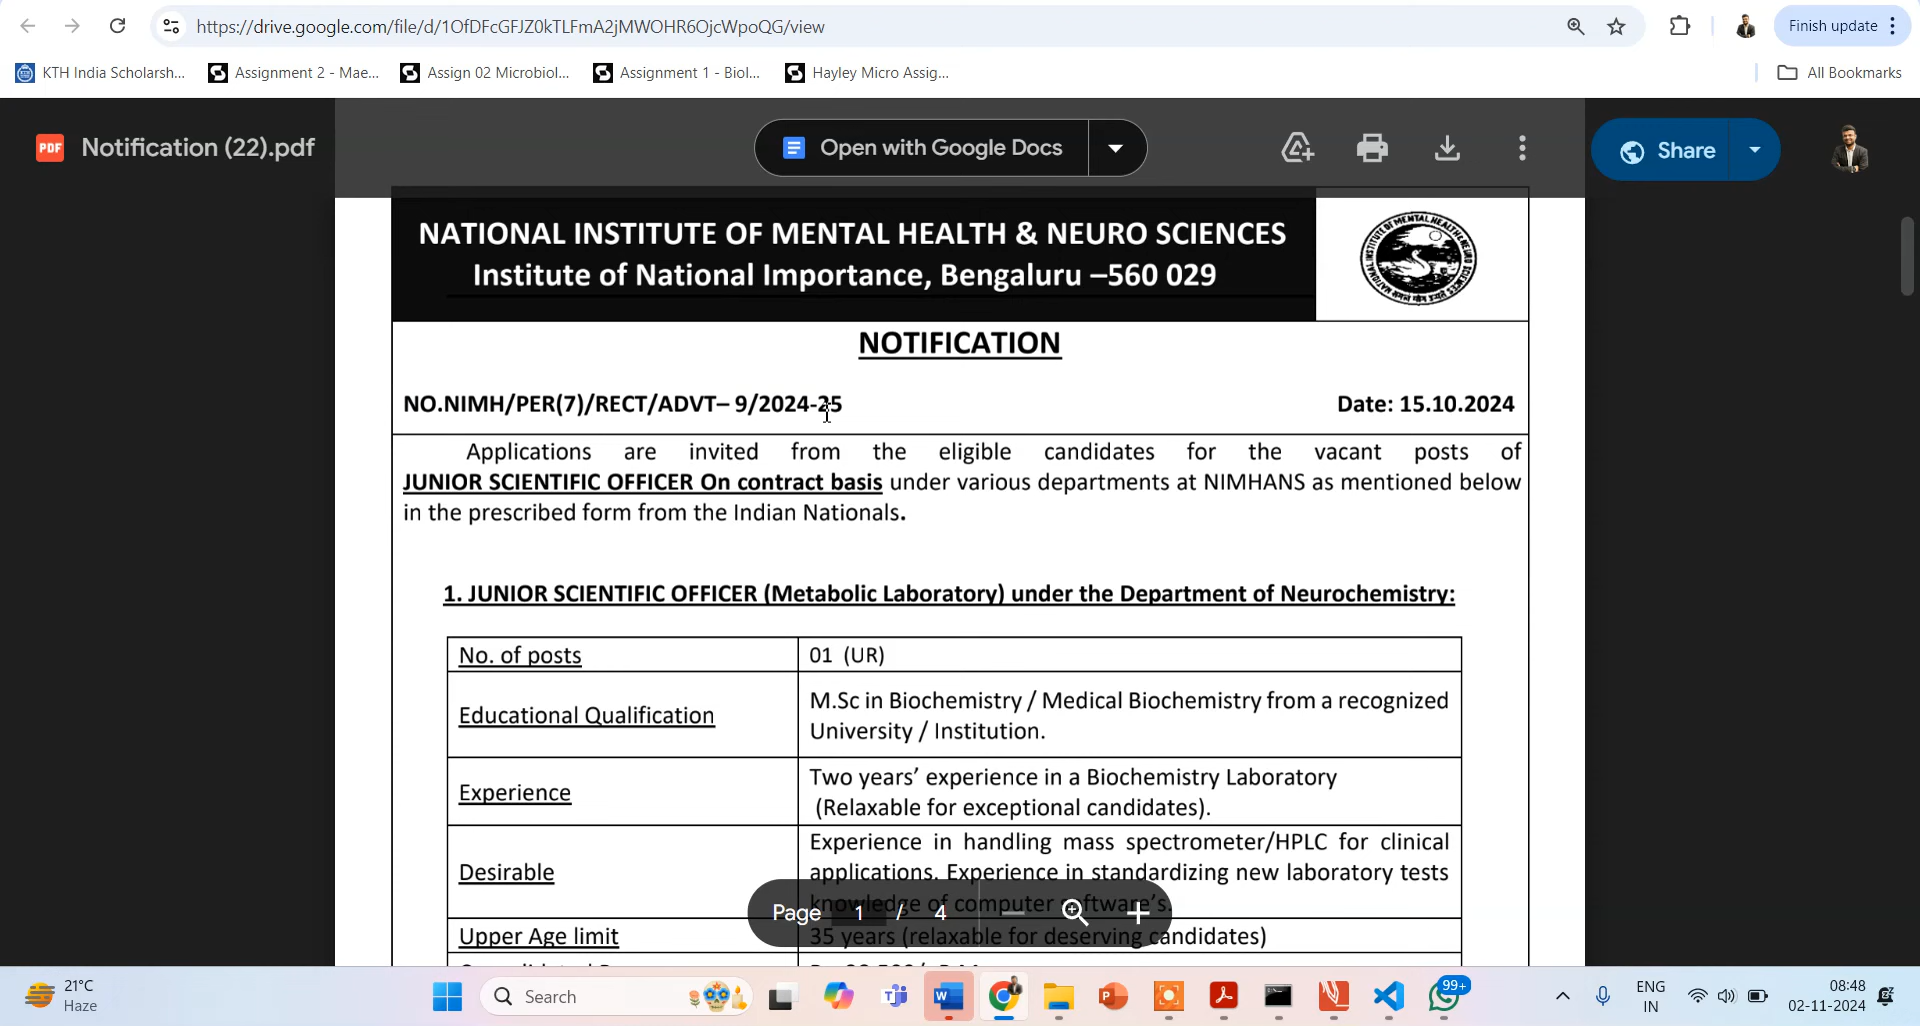 https://drive.google.com/file/d/1OfDFcGFJZ0kTLFmA2jMWOHR6OjcWpoQG/view
Finish update
KTH India Scholarsh...
Assignment 2 - Mae...
Assign 02 Microbiol...
Assignment 1 - Biol...
Hayley Micro Assig...
All Bookmarks
PDF
Notification (22).pdf
Open with Google Docs
Share
NATIONAL INSTITUTE OF MENTAL HEALTH & NEURO SCIENCES
Institute of National Importance, Bengaluru –560 029
NOTIFICATION
NO.NIMH/PER(7)/RECT/ADVT– 9/2024-25
Date: 15.10.2024
Applications are invited from the eligible candidates for the vacant posts of
JUNIOR SCIENTIFIC OFFICER On contract basis under various departments at NIMHANS as mentioned below
in the prescribed form from the Indian Nationals.
1. JUNIOR SCIENTIFIC OFFICER (Metabolic Laboratory) under the Department of Neurochemistry:
No. of posts
01 (UR)
Educational Qualification
M.Sc in Biochemistry / Medical Biochemistry from a recognized
University / Institution.
Experience
Two years’ experience in a Biochemistry Laboratory
(Relaxable for exceptional candidates).
Desirable
Experience in handling mass spectrometer/HPLC for clinical
applications. Experience in standardizing new laboratory tests
knowledge of computer software’s.
Page 1 / 4
Upper Age limit
35 years (relaxable for deserving candidates)
21°C
Haze
Search
99+
ENG
IN
08:48
02-11-2024